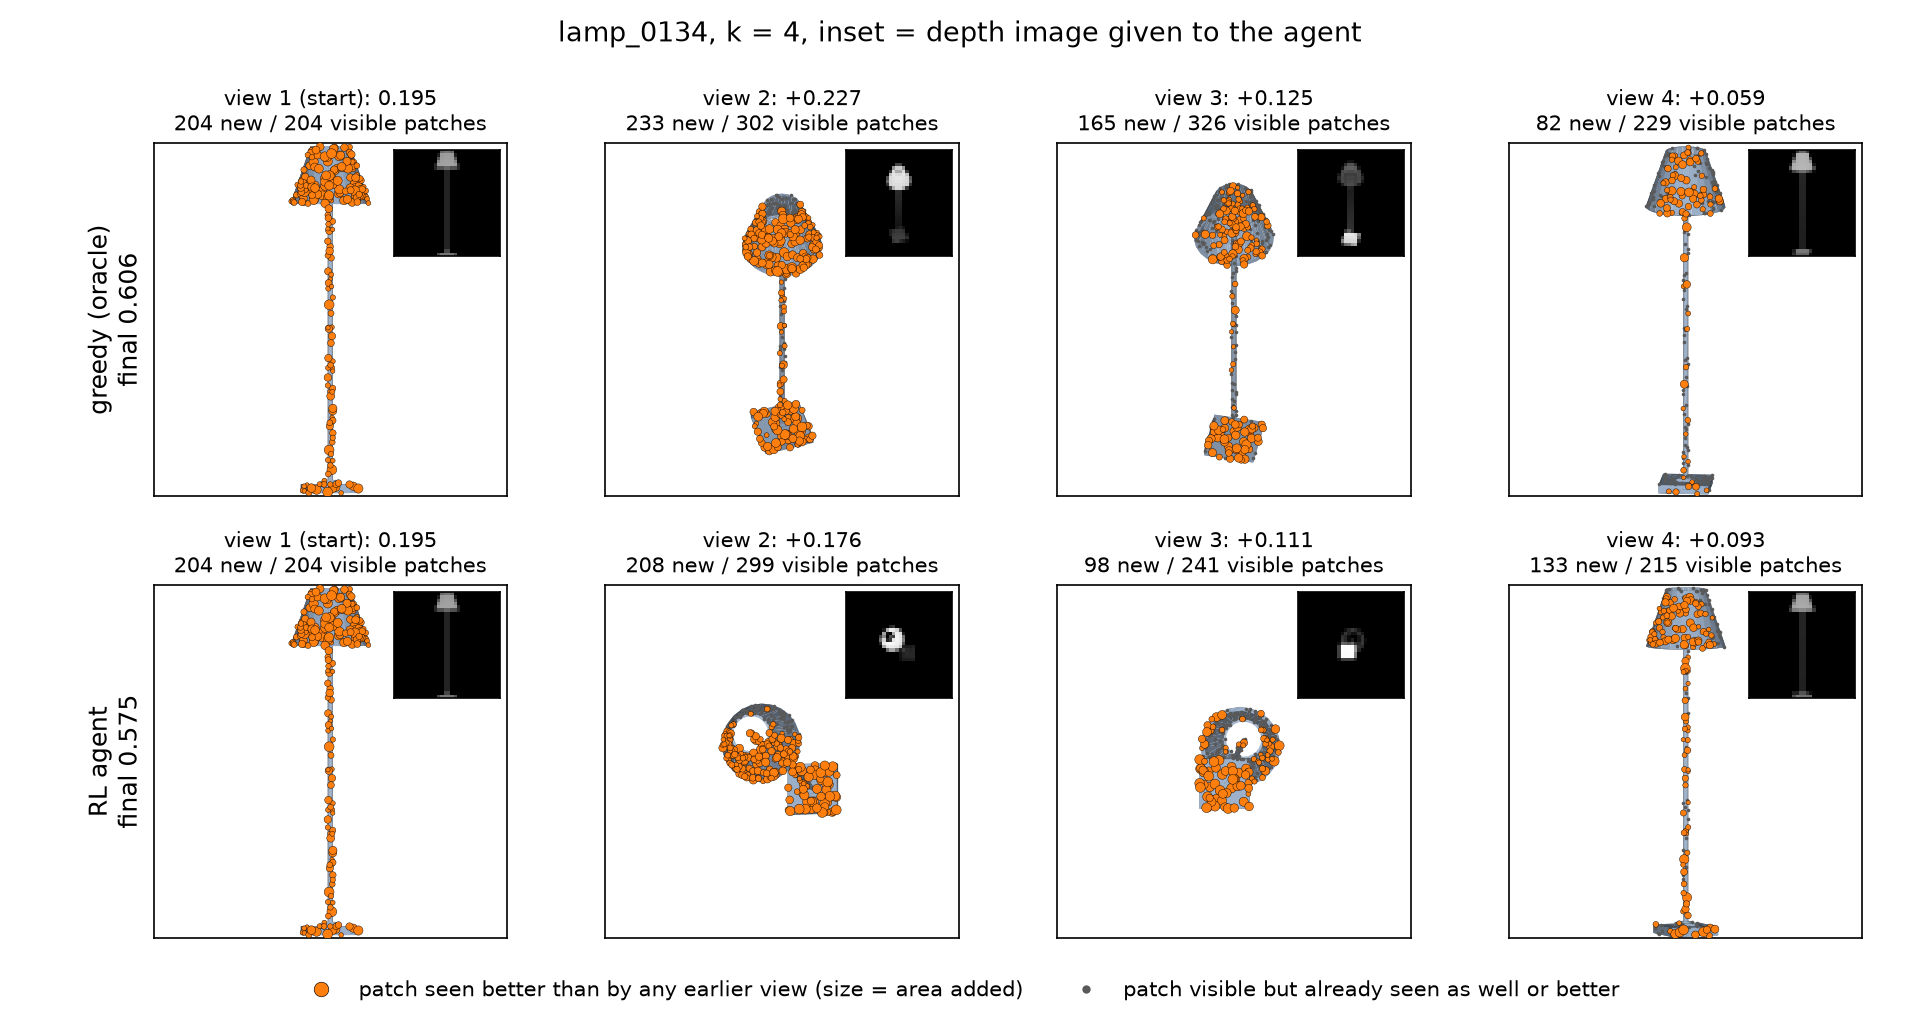 lamp_0134, k = 4, inset = depth image given to the agent
greedy (oracle)
final 0.606
view 1 (start): 0.195
204 new / 204 visible patches
view 2: +0.227
233 new / 302 visible patches
view 3: +0.125
165 new / 326 visible patches
view 4: +0.059
82 new / 229 visible patches
RL agent
final 0.575
view 1 (start): 0.195
204 new / 204 visible patches
view 2: +0.176
208 new / 299 visible patches
view 3: +0.111
98 new / 241 visible patches
view 4: +0.093
133 new / 215 visible patches
patch seen better than by any earlier view (size = area added)
patch visible but already seen as well or better